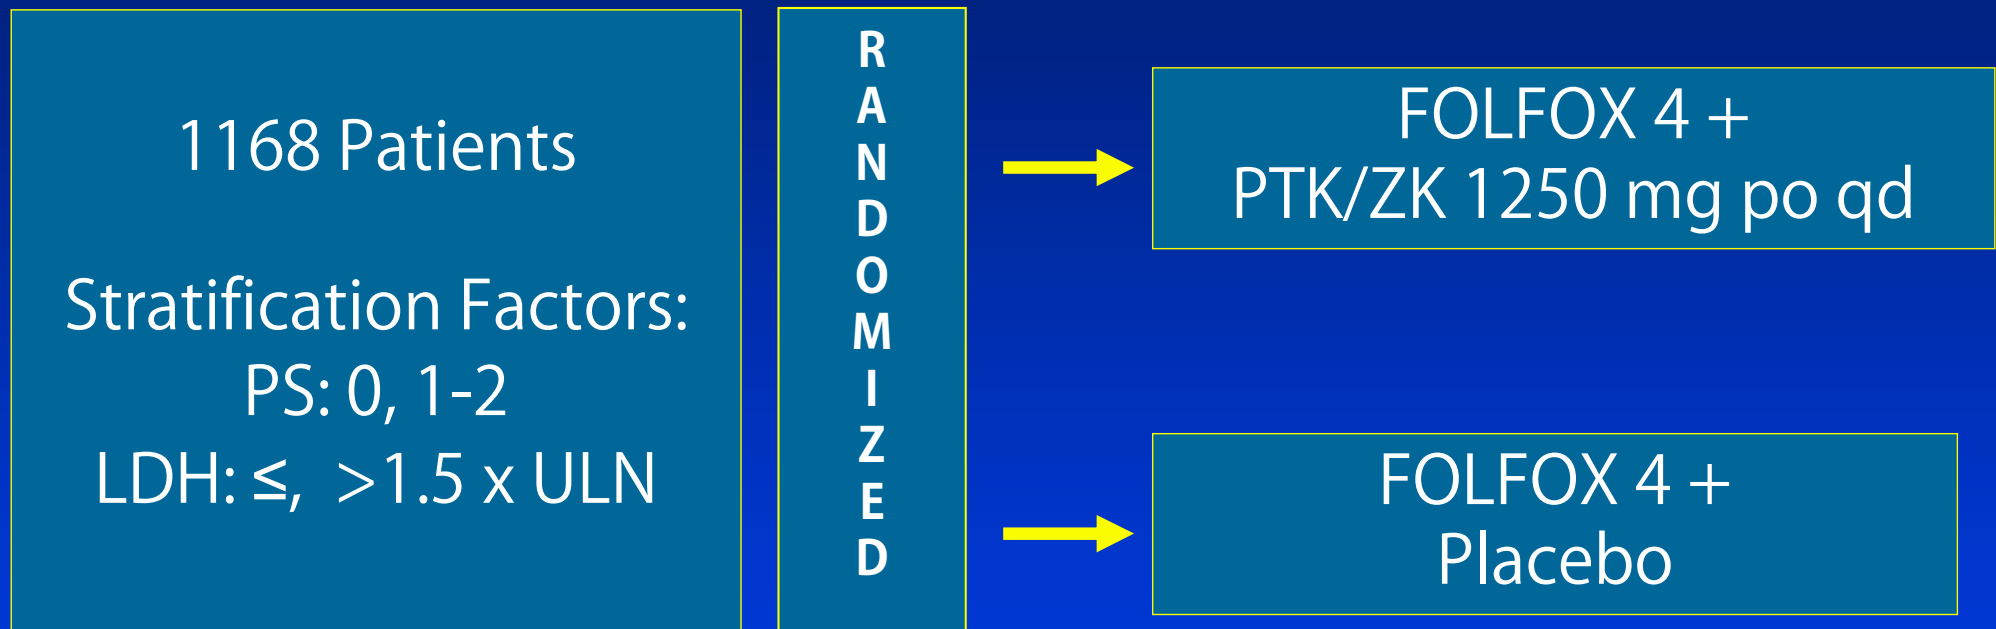 1168 Patients
Stratification Factors:
PS: 0, 1-2
LDH: ≤, >1.5 x ULN
R
A
N
D
O
M
I
Z
E
D
FOLFOX 4 +
PTK/ZK 1250 mg po qd
FOLFOX 4 +
Placebo